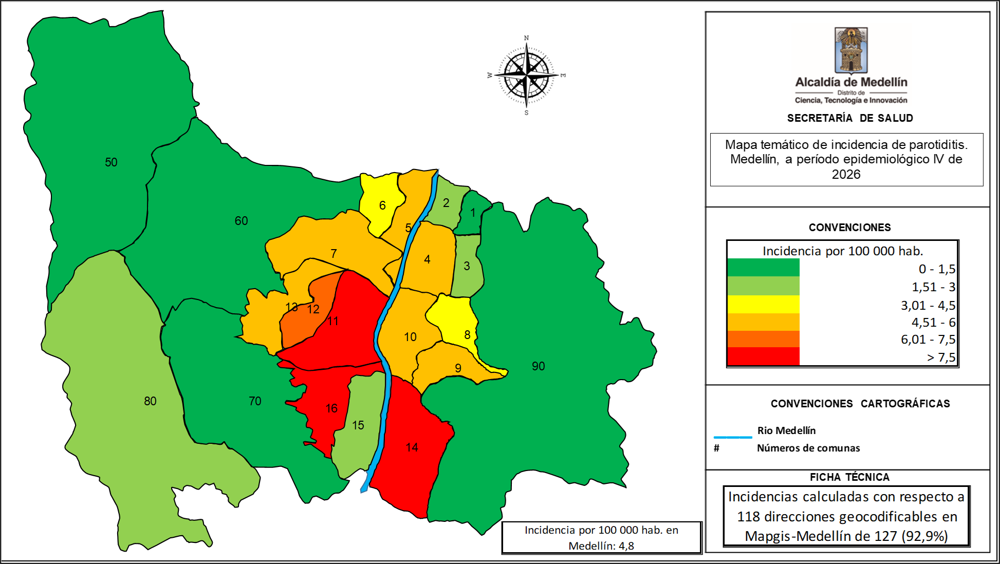 N
W
E
S
50
60
6
5
2
1
7
4
3
13
12
11
10
8
9
90
80
70
16
15
14
Incidencia por 100 000 hab. en
Medellín: 4,8
Alcaldía de Medellín
Distrito de
Ciencia, Tecnología e Innovación
SECRETARÍA DE SALUD
Mapa temático de incidencia de parotiditis.
Medellín, a período epidemiológico IV de
2026
CONVENCIONES
Incidencia por 100 000 hab.
0 - 1,5
1,51 - 3
3,01 - 4,5
4,51 - 6
6,01 - 7,5
> 7,5
CONVENCIONES CARTOGRÁFICAS
Rio Medellín
# Números de comunas
FICHA TÉCNICA
Incidencias calculadas con respecto a
118 direcciones geocodificables en
Mapgis-Medellín de 127 (92,9%)